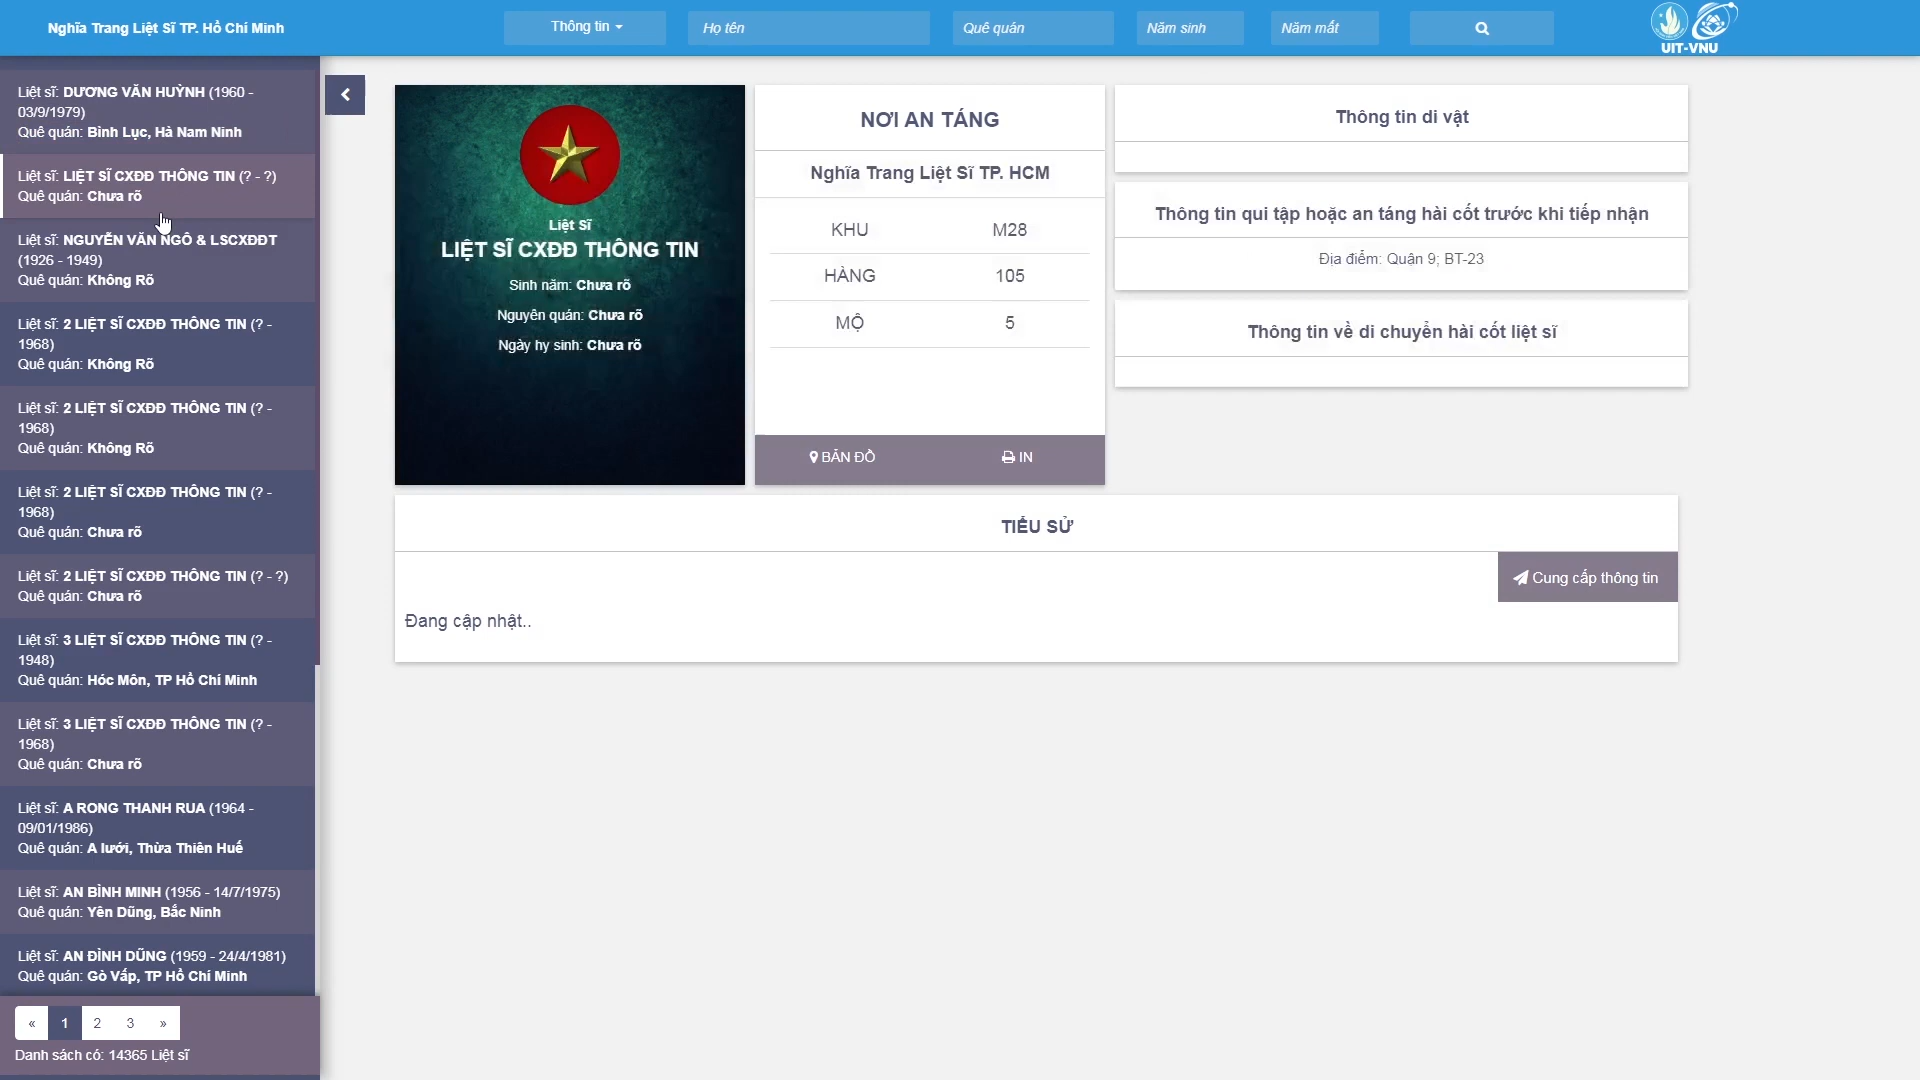 Nghĩa Trang Liệt Sĩ TP. Hồ Chí Minh
Thông tin
Họ tên
Quê quán
Năm sinh
Năm mất
UIT-VNU
Liệt sĩ: DƯƠNG VĂN HUỲNH (1960 -
03/9/1979)
Quê quán: Bình Lục, Hà Nam Ninh
Liệt sĩ: LIỆT SĨ CXĐĐ THÔNG TIN (? - ?)
Quê quán: Chưa rõ
Liệt sĩ: NGUYỄN VĂN NGÔ & LSCXĐĐT
(1926 - 1949)
Quê quán: Không Rõ
Liệt sĩ: 2 LIỆT SĨ CXĐĐ THÔNG TIN (? -
1968)
Quê quán: Không Rõ
Liệt sĩ: 2 LIỆT SĨ CXĐĐ THÔNG TIN (? -
1968)
Quê quán: Không Rõ
Liệt sĩ: 2 LIỆT SĨ CXĐĐ THÔNG TIN (? -
1968)
Quê quán: Chưa rõ
Liệt sĩ: 2 LIỆT SĨ CXĐĐ THÔNG TIN (? - ?)
Quê quán: Chưa rõ
Liệt sĩ: 3 LIỆT SĨ CXĐĐ THÔNG TIN (? -
1948)
Quê quán: Hóc Môn, TP Hồ Chí Minh
Liệt sĩ: 3 LIỆT SĨ CXĐĐ THÔNG TIN (? -
1968)
Quê quán: Chưa rõ
Liệt sĩ: A RONG THANH RUA (1964 -
09/01/1986)
Quê quán: A lưới, Thừa Thiên Huế
Liệt sĩ: AN BÌNH MINH (1956 - 14/7/1975)
Quê quán: Yên Dũng, Bắc Ninh
Liệt sĩ: AN ĐÌNH DŨNG (1959 - 24/4/1981)
Quê quán: Gò Vấp, TP Hồ Chí Minh
« 1 2 3 »
Danh sách có: 14365 Liệt sĩ
Liệt Sĩ
LIỆT SĨ CXĐĐ THÔNG TIN
Sinh năm: Chưa rõ
Nguyên quán: Chưa rõ
Ngày hy sinh: Chưa rõ
NƠI AN TÁNG
Nghĩa Trang Liệt Sĩ TP. HCM
KHU M28
HÀNG 105
MỘ 5
BẢN ĐỒ
IN
Thông tin di vật
Thông tin qui tập hoặc an táng hài cốt trước khi tiếp nhận
Địa điểm: Quận 9; BT-23
Thông tin về di chuyển hài cốt liệt sĩ
TIỂU SỬ
Cung cấp thông tin
Đang cập nhật..